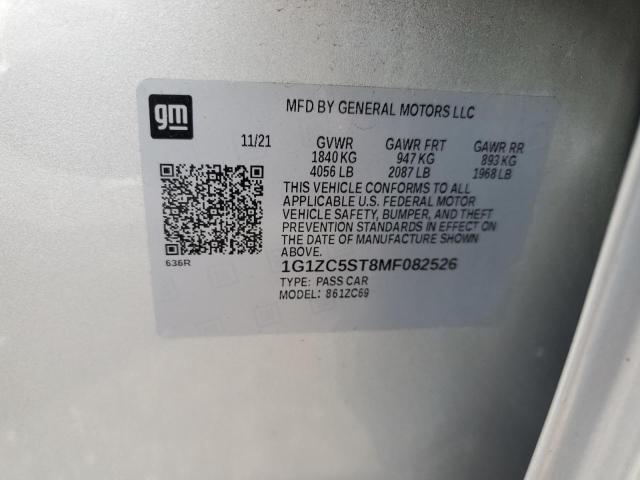 gm
MFD BY GENERAL MOTORS LLC
11/21 GVWR GAWR FRT GAWR RR
1840 KG 947 KG 893 KG
4056 LB 2087 LB 1968 LB
THIS VEHICLE CONFORMS TO ALL
APPLICABLE U.S. FEDERAL MOTOR
VEHICLE SAFETY, BUMPER, AND THEFT
PREVENTION STANDARDS IN EFFECT ON
THE DATE OF MANUFACTURE SHOWN
ABOVE.
636R
1G1ZC5ST8MF082526
TYPE: PASS CAR
MODEL: 861ZC69